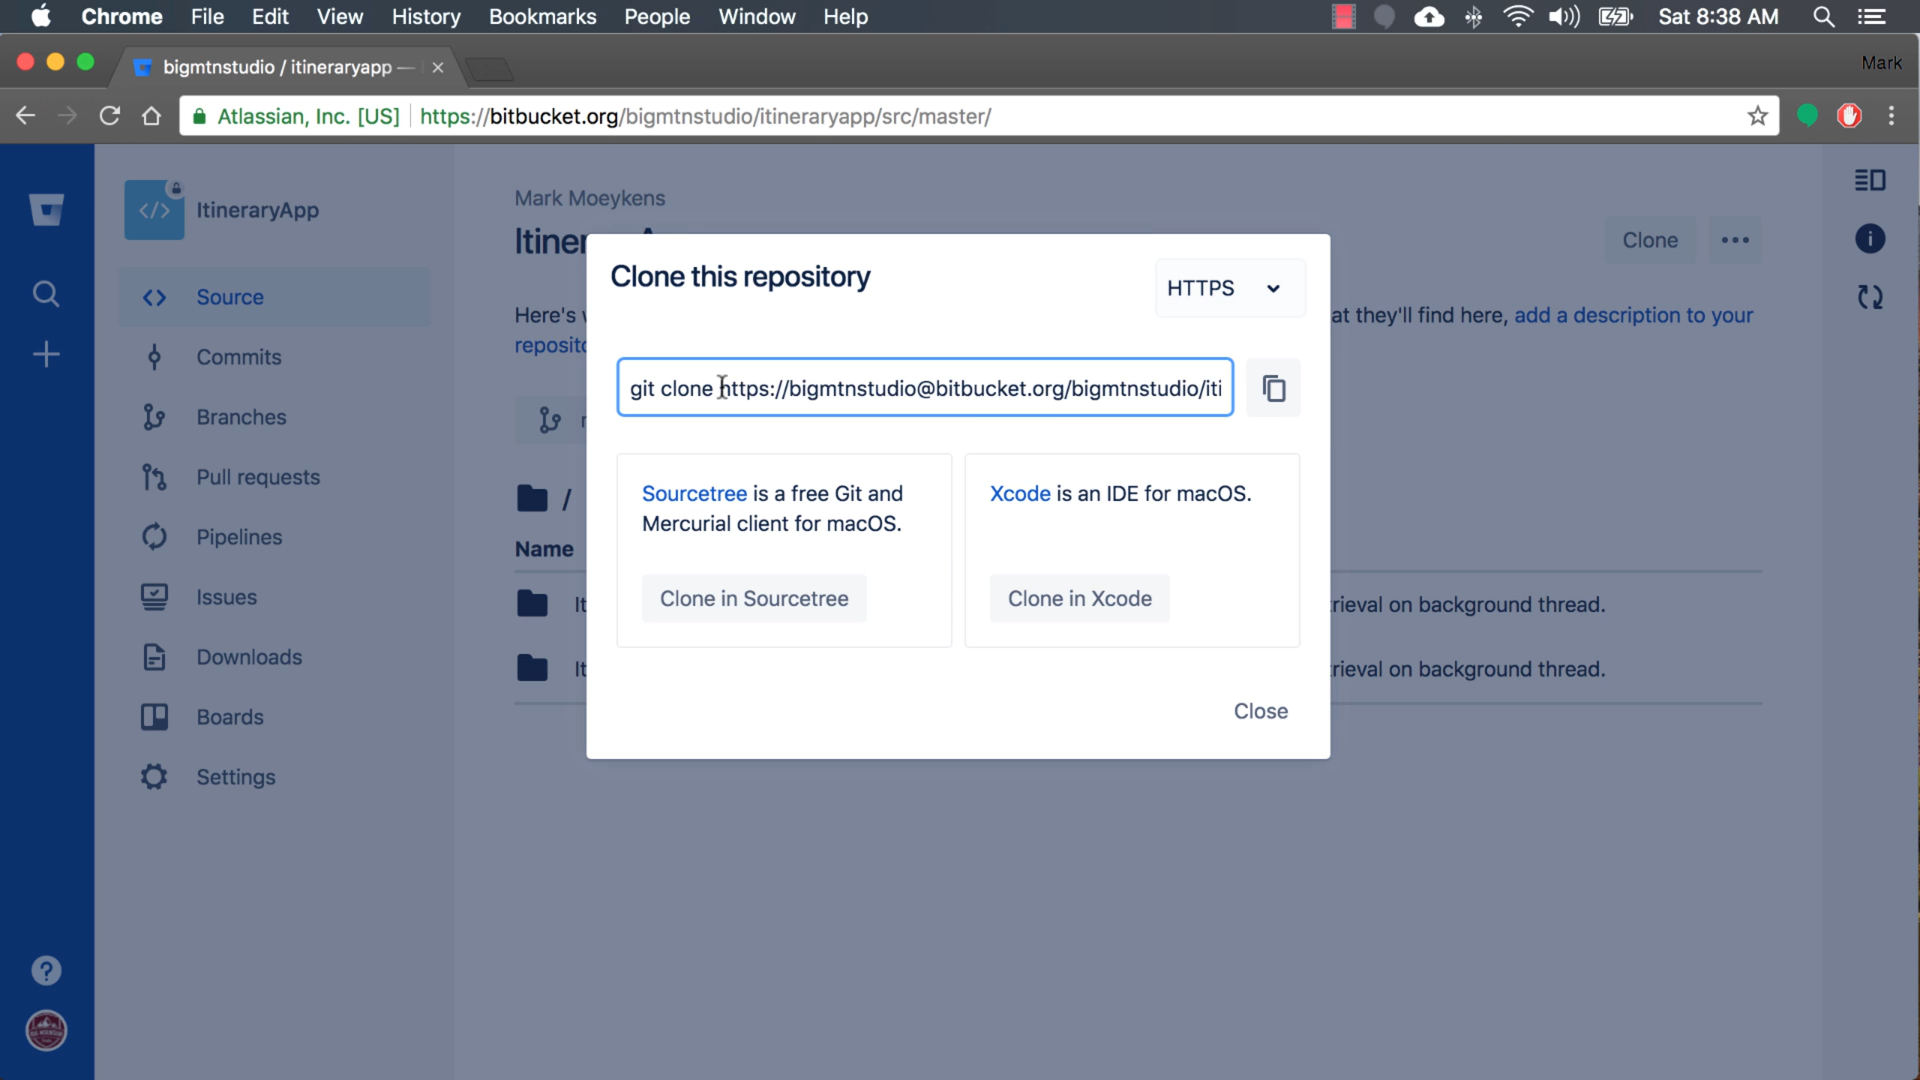 Chrome File Edit View History Bookmarks People Window Help Sat 8:38 AM
bigmtnstudio / itineraryapp — Mark
Atlassian, Inc. [US] https://bitbucket.org/bigmtnstudio/itineraryapp/src/master/
ItineraryApp
Source
Commits
Branches
Pull requests
Pipelines
Issues
Downloads
Boards
Settings
Mark Moeykens
Clone
Here's
at they'll find here, add a description to your
/
Name
rieval on background thread.
rieval on background thread.
Clone this repository
HTTPS
git clone https://bigmtnstudio@bitbucket.org/bigmtnstudio/iti
Sourcetree is a free Git and
Mercurial client for macOS.
Clone in Sourcetree
Xcode is an IDE for macOS.
Clone in Xcode
Close